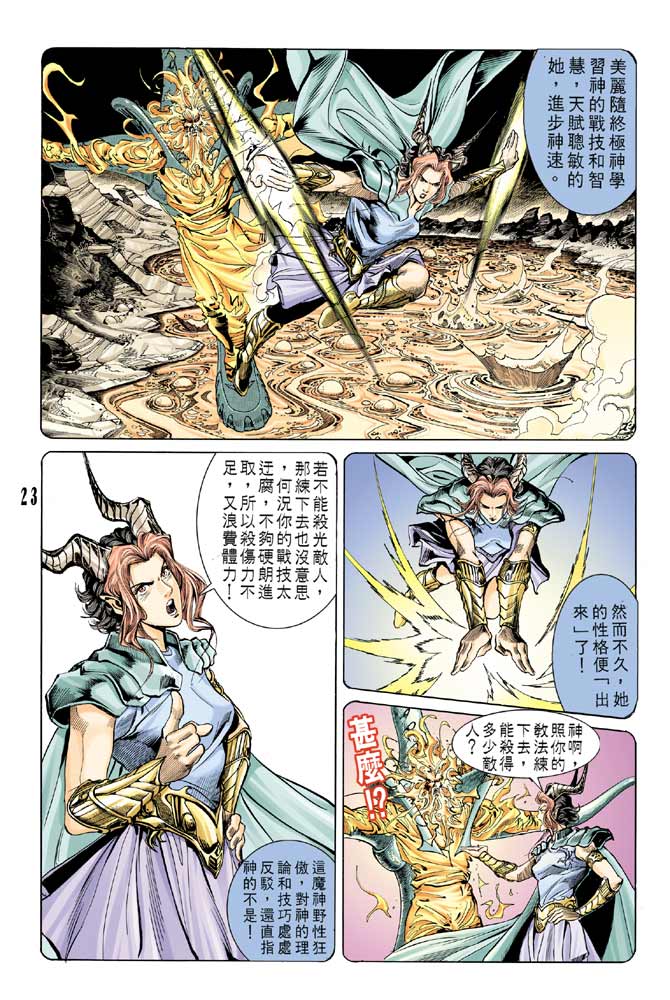 美麗隨終極神學
習神的戰技和智
慧，天賦聰敏的
她，進步神速。
然而不久，她
的性格便「出
來」了！
神啊，
照你的
教法練
下去，
能殺得
多少敵
人？
甚麼!?
若不能殺光敵人，
那練下去也沒意思
，何況你的戰技太
迂腐，不夠硬朗進
取，所以殺傷力不
足，又浪費體力！
這魔神野性狂
傲，對神的理
論和技巧處處
反駁，還直指
神的不是！
23